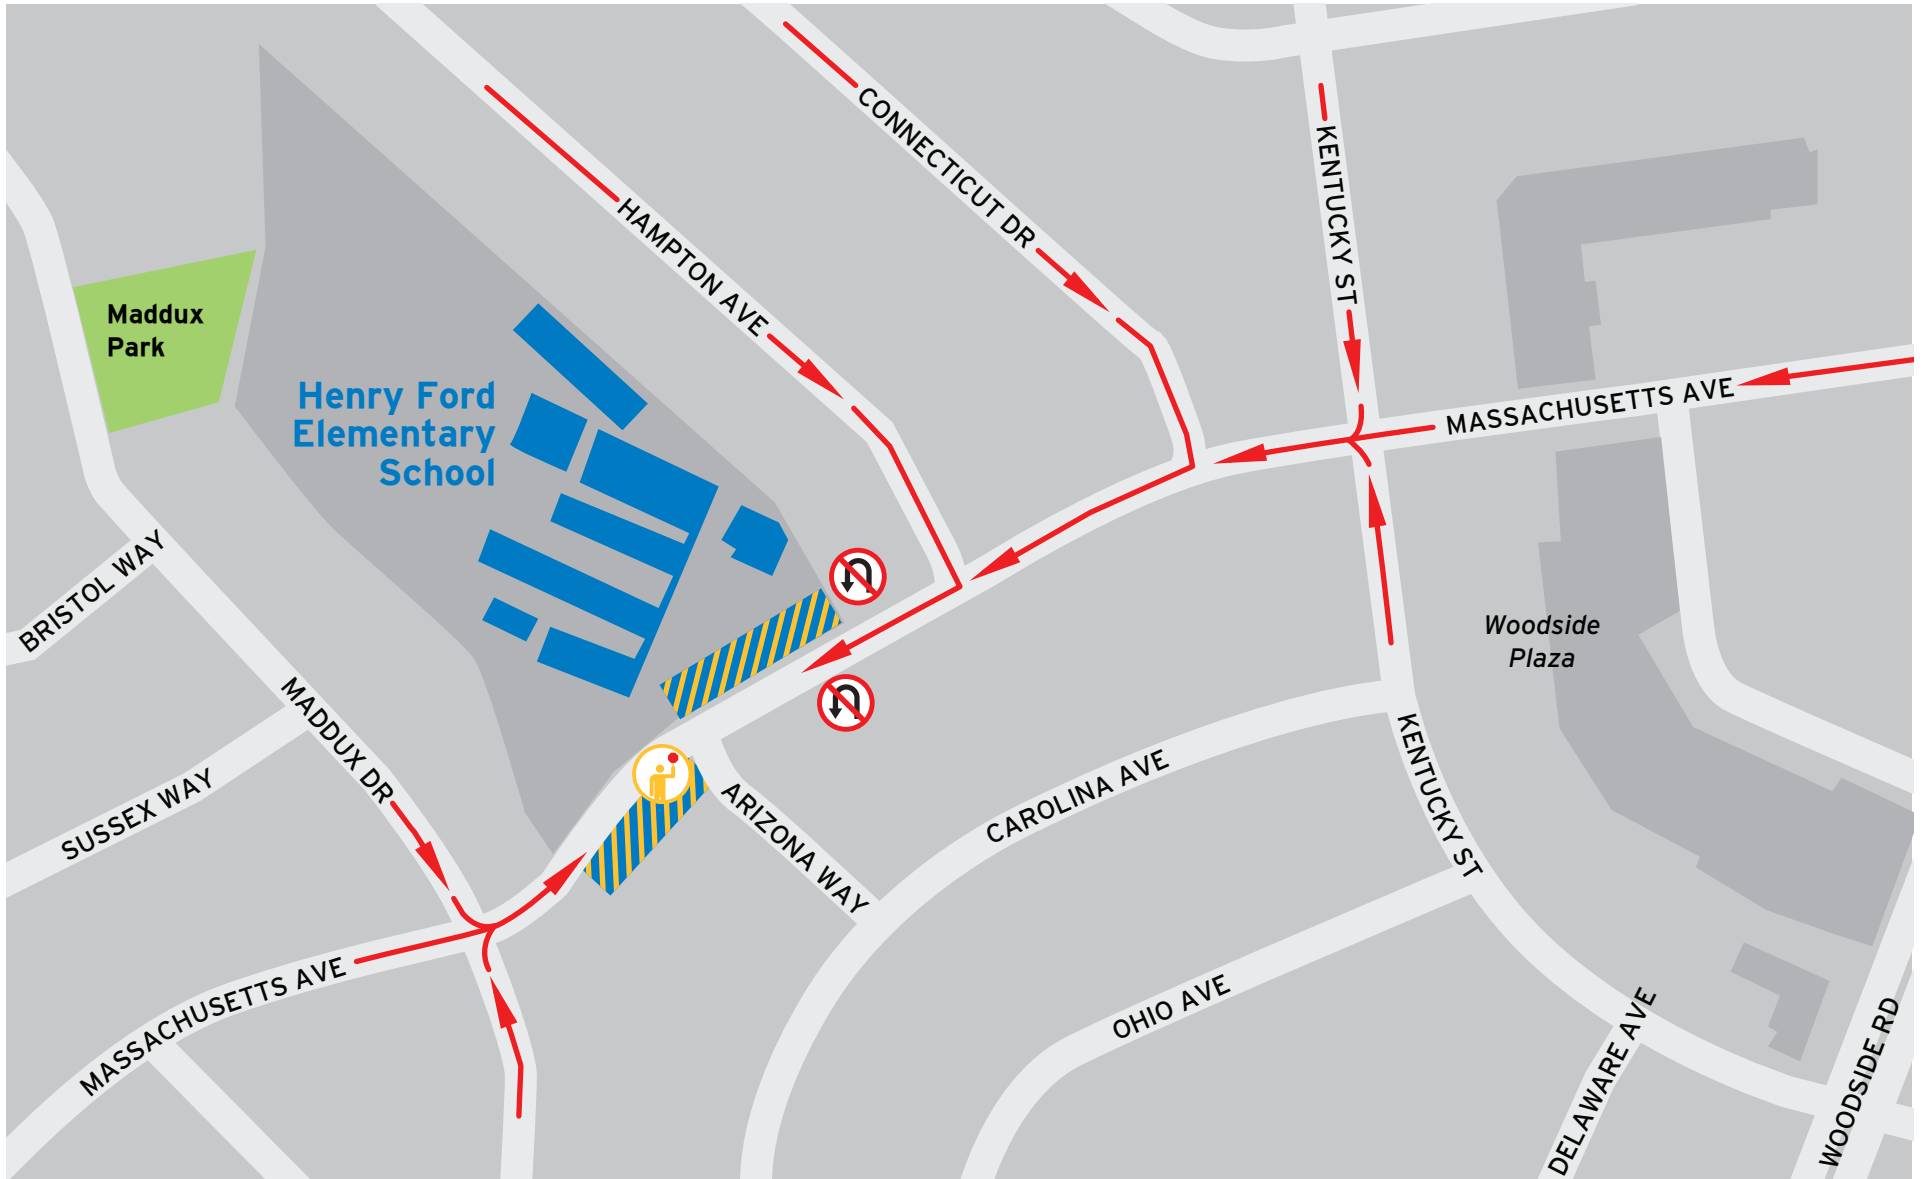 CONNECTICUT DR
KENTUCKY ST
HAMPTON AVE
Maddux
Park
Henry Ford
Elementary
School
MASSACHUSETTS AVE
BRISTOL WAY
Woodside
Plaza
MADDUX DR
SUSSEX WAY
ARIZONA WAY
CAROLINA AVE
KENTUCKY ST
MASSACHUSETTS AVE
OHIO AVE
DELAWARE AVE
WOODSIDE RD